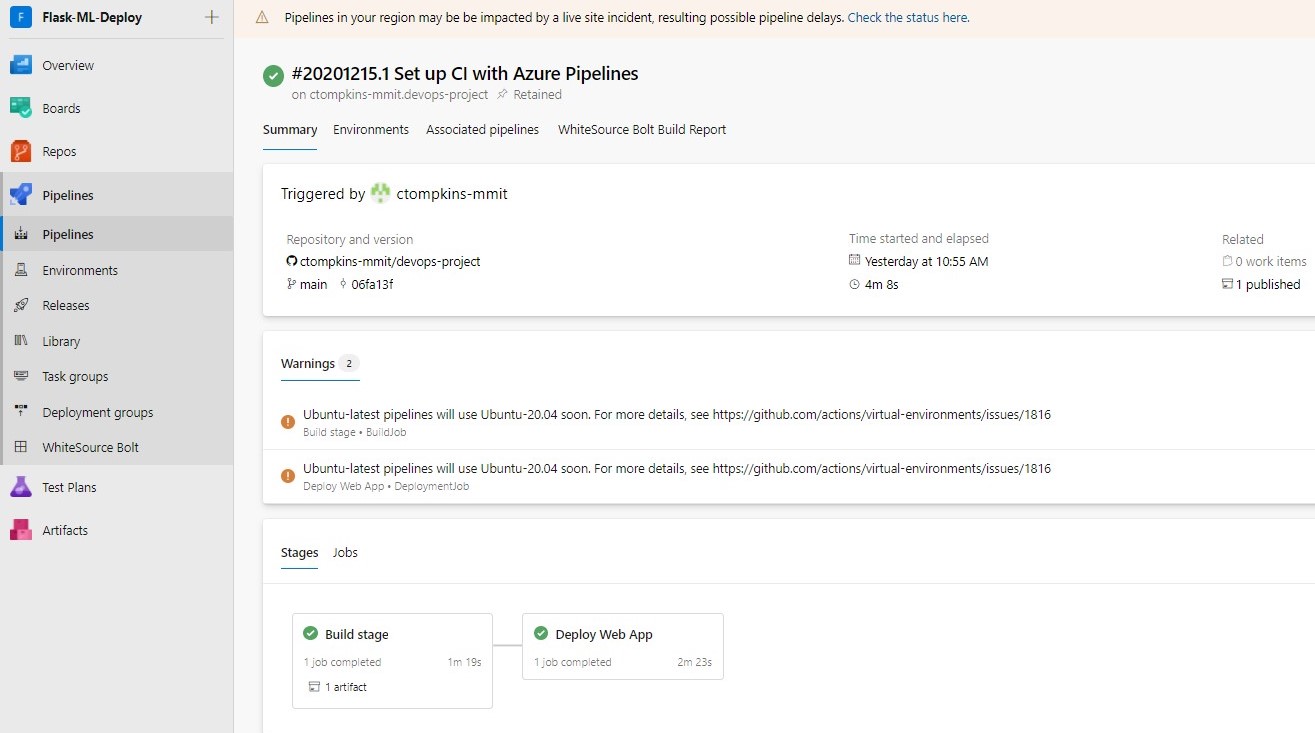 F Flask-ML-Deploy
Overview
Boards
Repos
Pipelines
Pipelines
Environments
Releases
Library
Task groups
Deployment groups
WhiteSource Bolt
Test Plans
Artifacts
Pipelines in your region may be be impacted by a live site incident, resulting possible pipeline delays. Check the status here.
#20201215.1 Set up CI with Azure Pipelines
on ctompkins-mmit.devops-project Retained
Summary Environments Associated pipelines WhiteSource Bolt Build Report
Triggered by ctompkins-mmit
Repository and version
ctompkins-mmit/devops-project
main 06fa13f
Time started and elapsed
Yesterday at 10:55 AM
4m 8s
Related
0 work items
1 published
Warnings 2
Ubuntu-latest pipelines will use Ubuntu-20.04 soon. For more details, see https://github.com/actions/virtual-environments/issues/1816
Build stage • BuildJob
Ubuntu-latest pipelines will use Ubuntu-20.04 soon. For more details, see https://github.com/actions/virtual-environments/issues/1816
Deploy Web App • DeploymentJob
Stages Jobs
Build stage
1 job completed 1m 19s
1 artifact
Deploy Web App
1 job completed 2m 23s